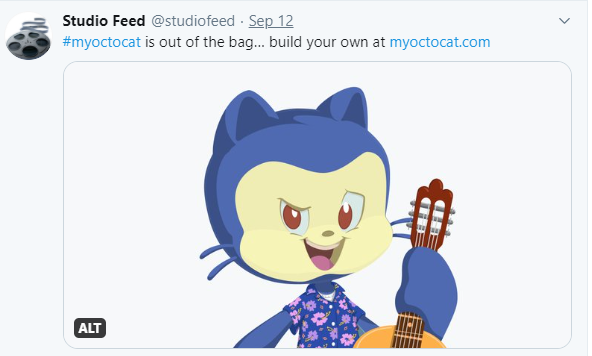 Studio Feed @studiofeed · Sep 12
#myoctocat is out of the bag... build your own at myoctocat.com
ALT